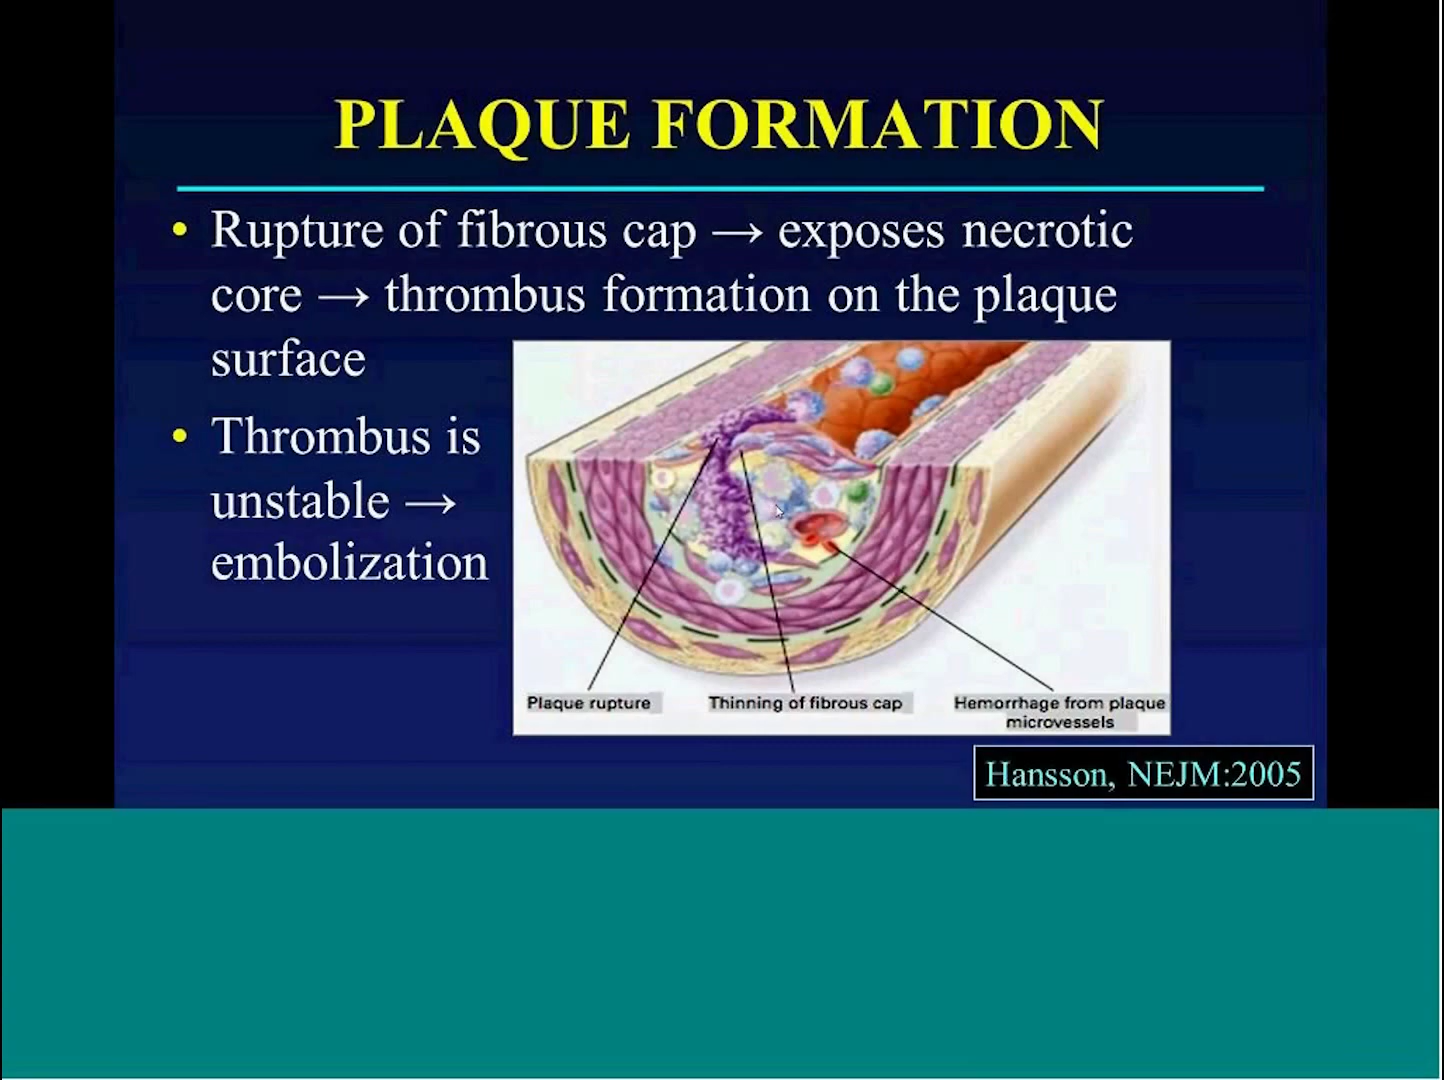 PLAQUE FORMATION
• Rupture of fibrous cap → exposes necrotic
core → thrombus formation on the plaque
surface
• Thrombus is
unstable →
embolization
Plaque rupture
Thinning of fibrous cap
Hemorrhage from plaque
microvessels
Hansson, NEJM:2005